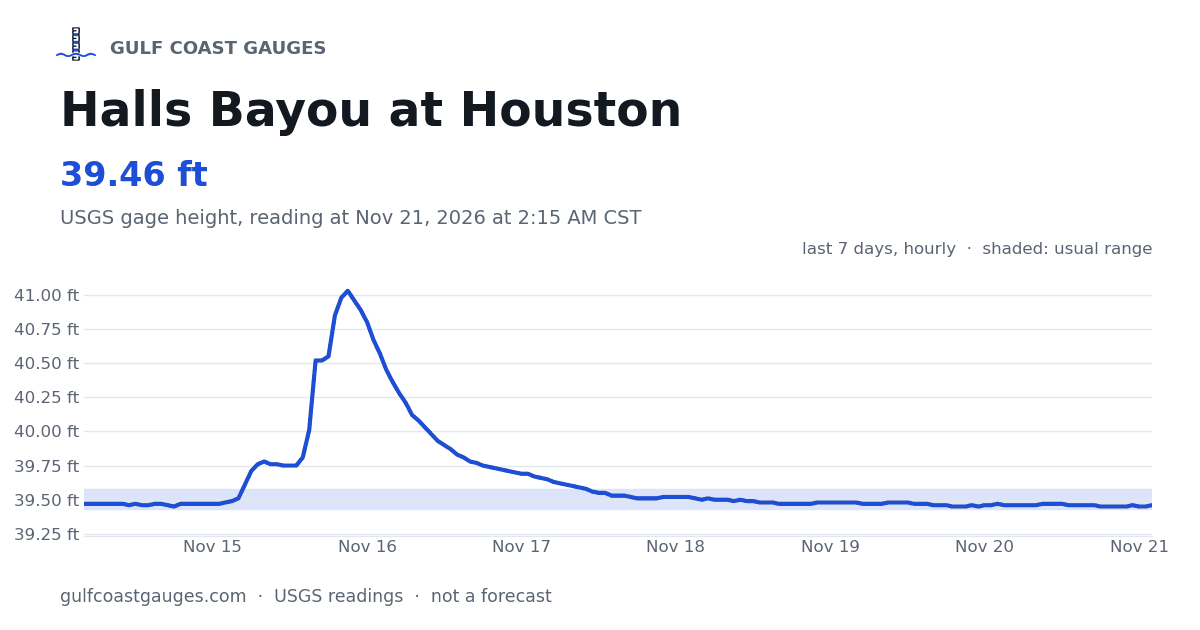 GULF COAST GAUGES
Halls Bayou at Houston
39.46 ft
USGS gage height, reading at Nov 21, 2026 at 2:15 AM CST
last 7 days, hourly · shaded: usual range
41.00 ft
40.75 ft
40.50 ft
40.25 ft
40.00 ft
39.75 ft
39.50 ft
39.25 ft
Nov 15 Nov 16 Nov 17 Nov 18 Nov 19 Nov 20 Nov 21
gulfcoastgauges.com · USGS readings · not a forecast